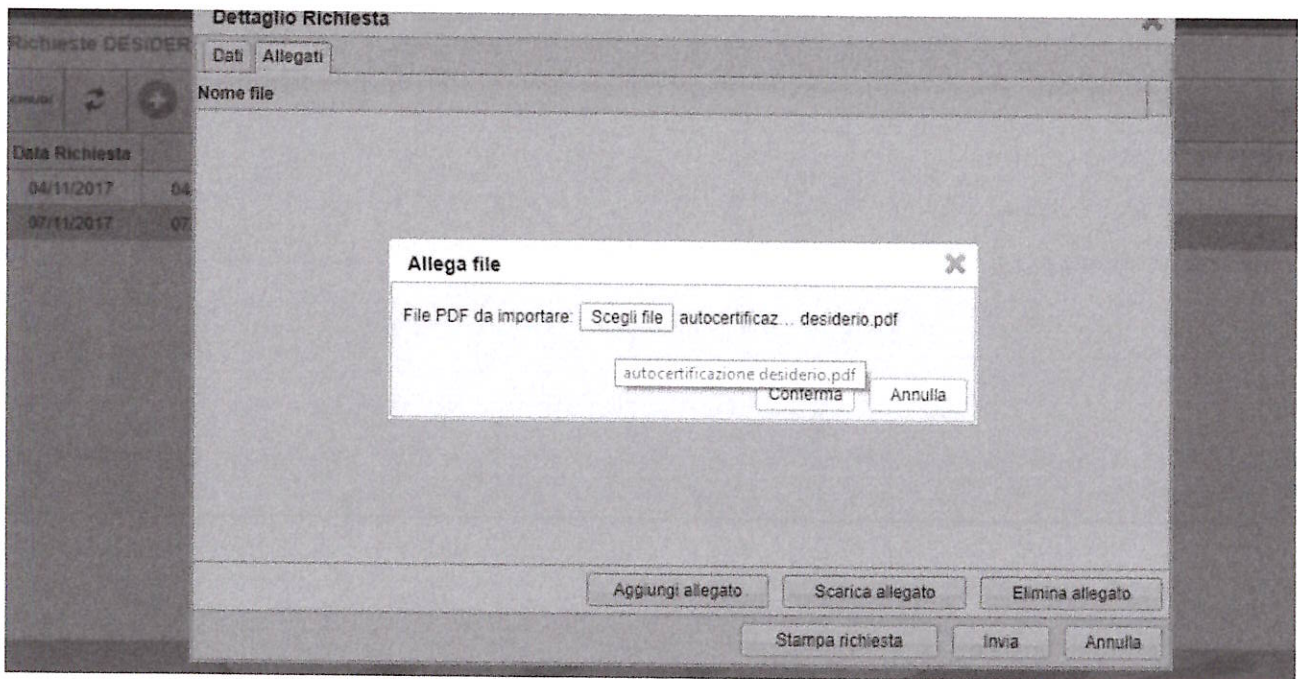 Dettaglio Richiesta
Richieste DESIDER
Dati Allegati
Nome file
Data Richiesta
04/11/2017 04
07/11/2017 07
Allega file
File PDF da importare: Scegli file autocertificaz... desiderio.pdf
autocertificazione desiderio.pdf
Conferma Annulla
Aggiungi allegato Scarica allegato Elimina allegato
Stampa richiesta Invia Annulla